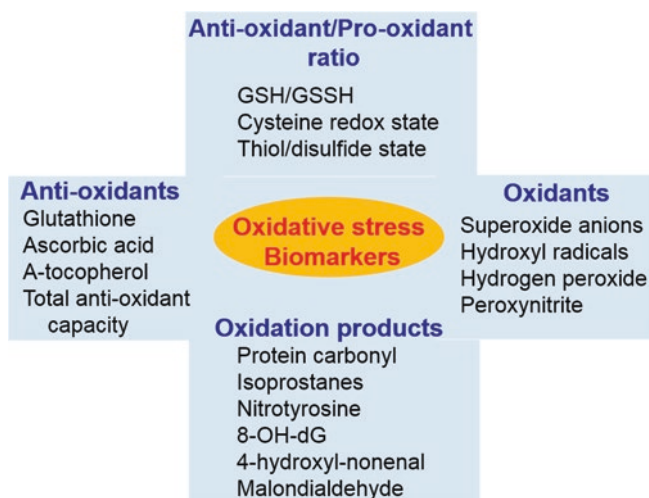 Anti-oxidant/Pro-oxidant
ratio
GSH/GSSH
Cysteine redox state
Thiol/disulfide state
Anti-oxidants
Glutathione
Ascorbic acid
A-tocopherol
Total anti-oxidant
capacity
Oxidative stress
Biomarkers
Oxidants
Superoxide anions
Hydroxyl radicals
Hydrogen peroxide
Peroxynitrite
Oxidation products
Protein carbonyl
Isoprostanes
Nitrotyrosine
8-OH-dG
4-hydroxyl-nonenal
Malondialdehyde